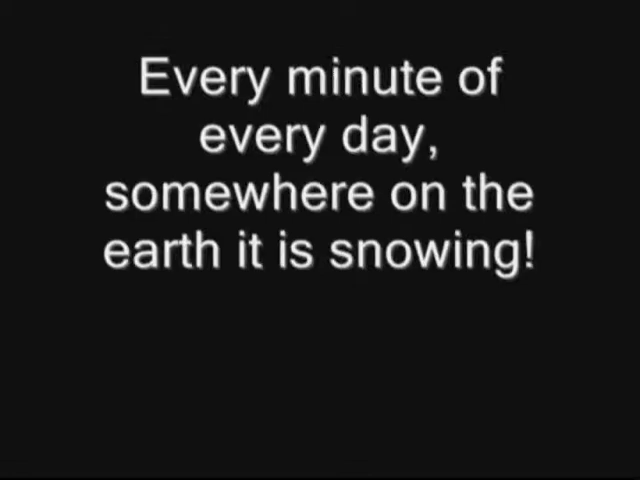 Every minute of
every day,
somewhere on the
earth it is snowing!